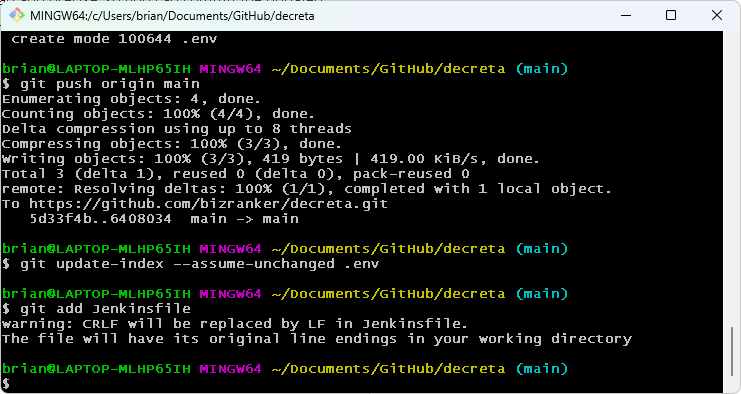 MINGW64:/c/Users/brian/Documents/GitHub/decreta
create mode 100644 .env
brian@LAPTOP-MLHP65IH MINGW64 ~/Documents/GitHub/decreta (main)
$ git push origin main
Enumerating objects: 4, done.
Counting objects: 100% (4/4), done.
Delta compression using up to 8 threads
Compressing objects: 100% (3/3), done.
Writing objects: 100% (3/3), 419 bytes | 419.00 KiB/s, done.
Total 3 (delta 1), reused 0 (delta 0), pack-reused 0
remote: Resolving deltas: 100% (1/1), completed with 1 local object.
To https://github.com/bizranker/decreta.git
   5d33f4b..6408034  main -> main
brian@LAPTOP-MLHP65IH MINGW64 ~/Documents/GitHub/decreta (main)
$ git update-index --assume-unchanged .env
brian@LAPTOP-MLHP65IH MINGW64 ~/Documents/GitHub/decreta (main)
$ git add Jenkinsfile
warning: CRLF will be replaced by LF in Jenkinsfile.
The file will have its original line endings in your working directory
brian@LAPTOP-MLHP65IH MINGW64 ~/Documents/GitHub/decreta (main)
$